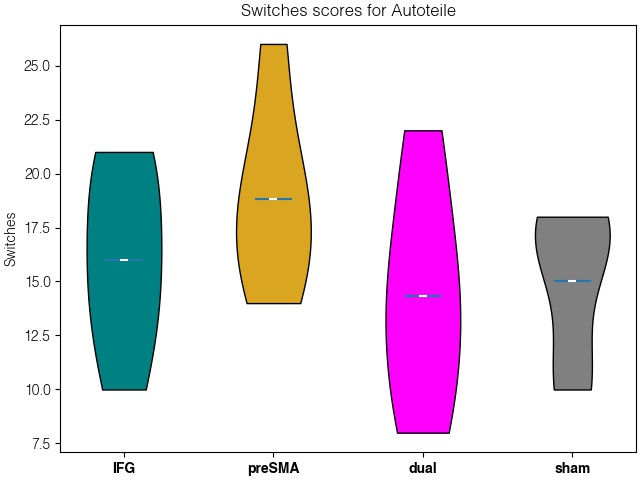 Switches scores for Autoteile
Switches
25.0
22.5
20.0
17.5
15.0
12.5
10.0
7.5
IFG
preSMA
dual
sham